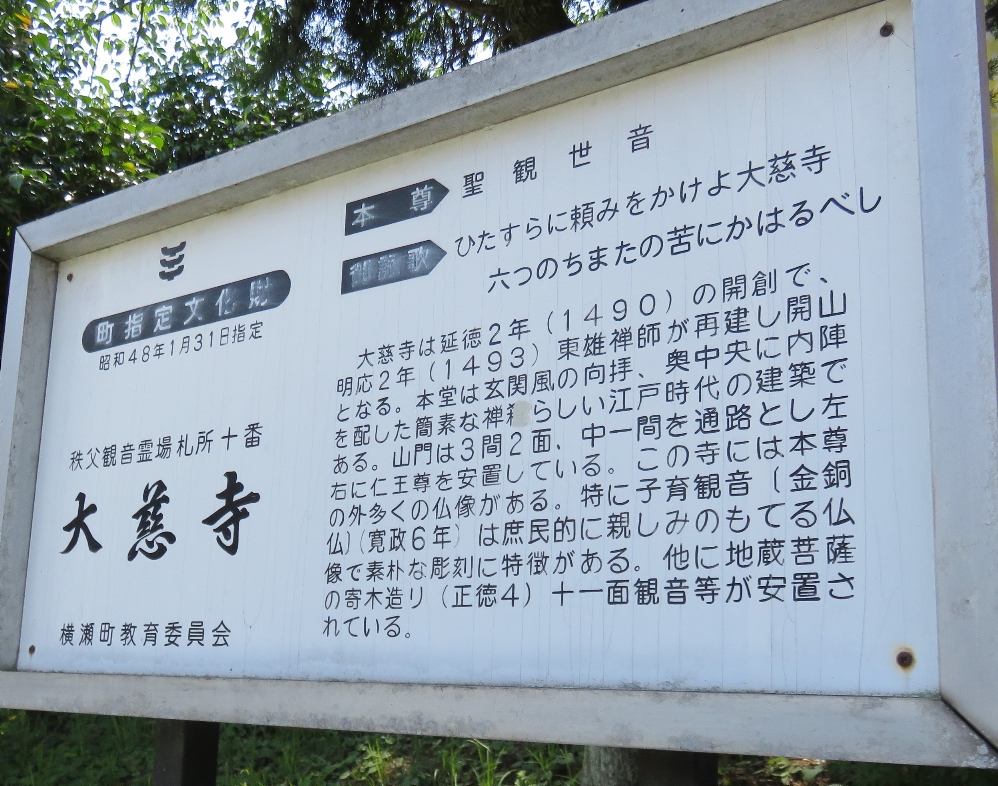 町指定文化財
昭和48年1月31日指定
秩父観音霊場札所十番
大慈寺
横瀬町教育委員会
本尊 聖観世音
御詠歌 ひたすらに頼みをかけよ大慈寺
六つのちまたの苦にかはるべし
大慈寺は延徳2年(1490)の開創で、
明応2年(1493)東雄禅師が再建し開山
となる。本堂は玄関風の向拝、奥中央に内陣
を配した簡素な禅刹らしい江戸時代の建築で
ある。山門は3間2面、中一間を通路とし左
右に仁王尊を安置している。この寺には本尊
の外多くの仏像がある。特に子育観音(金銅
仏)(寛政6年)は庶民的に親しみのもてる仏
像で素朴な彫刻に特徴がある。他に地蔵菩薩
の寄木造り(正徳4)十一面観音等が安置さ
れている。